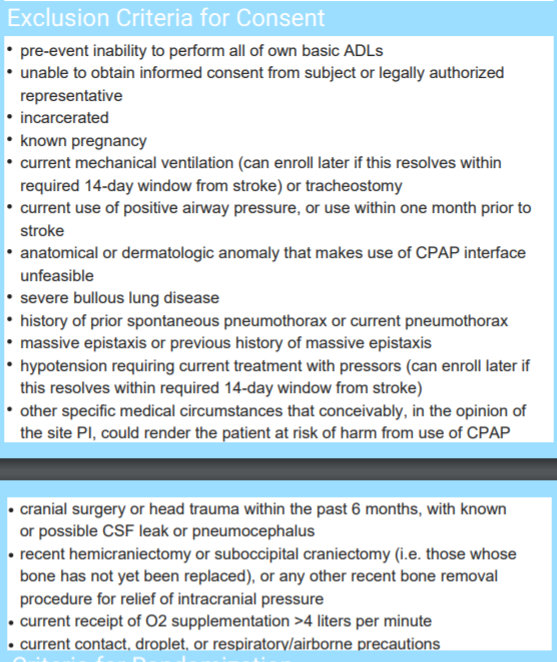 Exclusion Criteria for Consent
• pre-event inability to perform all of own basic ADLs
• unable to obtain informed consent from subject or legally authorized
representative
• incarcerated
• known pregnancy
• current mechanical ventilation (can enroll later if this resolves within
required 14-day window from stroke) or tracheostomy
• current use of positive airway pressure, or use within one month prior to
stroke
• anatomical or dermatologic anomaly that makes use of CPAP interface
unfeasible
• severe bullous lung disease
• history of prior spontaneous pneumothorax or current pneumothorax
• massive epistaxis or previous history of massive epistaxis
• hypotension requiring current treatment with pressors (can enroll later if
this resolves within required 14-day window from stroke)
• other specific medical circumstances that conceivably, in the opinion of
the site PI, could render the patient at risk of harm from use of CPAP
• cranial surgery or head trauma within the past 6 months, with known
or possible CSF leak or pneumocephalus
• recent hemicraniectomy or suboccipital craniectomy (i.e. those whose
bone has not yet been replaced), or any other recent bone removal
procedure for relief of intracranial pressure
• current receipt of O2 supplementation >4 liters per minute
• current contact, droplet, or respiratory/airborne precautions
Criteria for Randomization